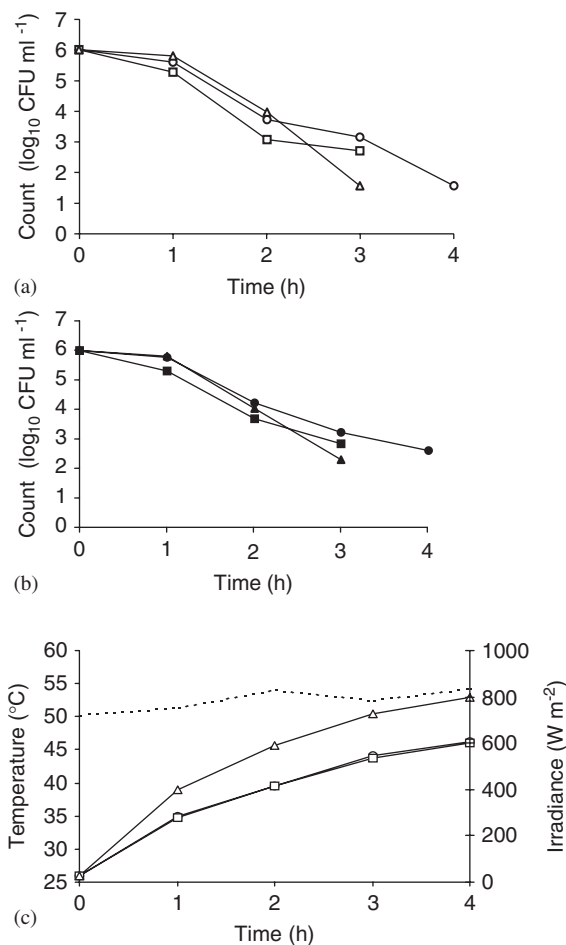 7
6
5
4
3
2
1
0
Count (log₁₀ CFU ml⁻¹)
0 1 2 3 4
Time (h)
(a)
7
6
5
4
3
2
1
0
Count (log₁₀ CFU ml⁻¹)
0 1 2 3 4
Time (h)
(b)
60
55
50
45
40
35
30
25
Temperature (°C)
1000
800
600
400
200
0
Irradiance (W m⁻²)
0 1 2 3 4
Time (h)
(c)